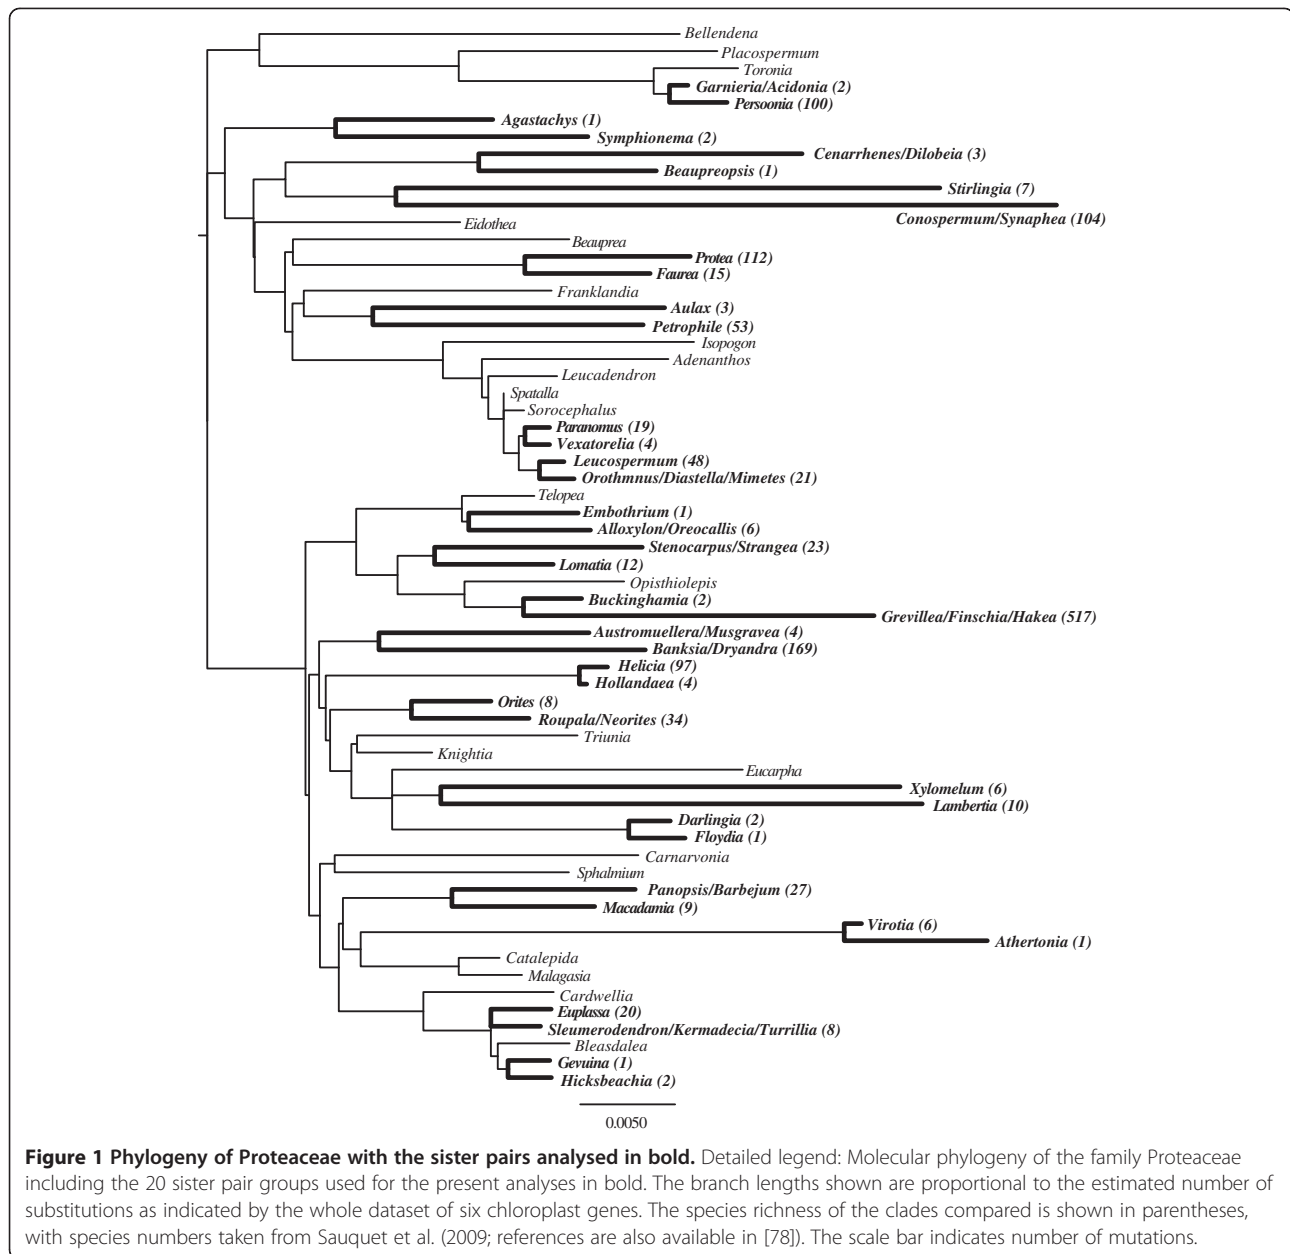 Bellendena
Placospermum
Toronia
Garnieria/Acidonia (2)
Persoonia (100)
Agastachys (1)
Symphionema (2)
Cenarrhenes/Dilobeia (3)
Beaupreopsis (1)
Stirlingia (7)
Conospermum/Synaphea (104)
Eidothea
Beauprea
Protea (112)
Faurea (15)
Franklandia
Aulax (3)
Petrophile (53)
Isopogon
Adenanthos
Leucadendron
Spatalla
Sorocephalus
Paranomus (19)
Vexatorelia (4)
Leucospermum (48)
Orothmnus/Diastella/Mimetes (21)
Telopea
Embothrium (1)
Alloxylon/Oreocallis (6)
Stenocarpus/Strangea (23)
Lomatia (12)
Opisthiolepis
Buckinghamia (2)
Grevillea/Finschia/Hakea (517)
Austromuellera/Musgravea (4)
Banksia/Dryandra (169)
Helicia (97)
Hollandaea (4)
Orites (8)
Roupala/Neorites (34)
Triunia
Knightia
Eucarpha
Xylomelum (6)
Lambertia (10)
Darlingia (2)
Floydia (1)
Carnarvonia
Sphalmium
Panopsis/Barbejum (27)
Macadamia (9)
Virotia (6)
Athertonia (1)
Catalepida
Malagasia
Cardwellia
Euplassa (20)
Sleumerodendron/Kermadecia/Turrillia (8)
Bleasdalea
Gevuina (1)
Hicksbeachia (2)
0.0050
Figure 1 Phylogeny of Proteaceae with the sister pairs analysed in bold. Detailed legend: Molecular phylogeny of the family Proteaceae
including the 20 sister pair groups used for the present analyses in bold. The branch lengths shown are proportional to the estimated number of
substitutions as indicated by the whole dataset of six chloroplast genes. The species richness of the clades compared is shown in parentheses,
with species numbers taken from Sauquet et al. (2009; references are also available in [78]). The scale bar indicates number of mutations.